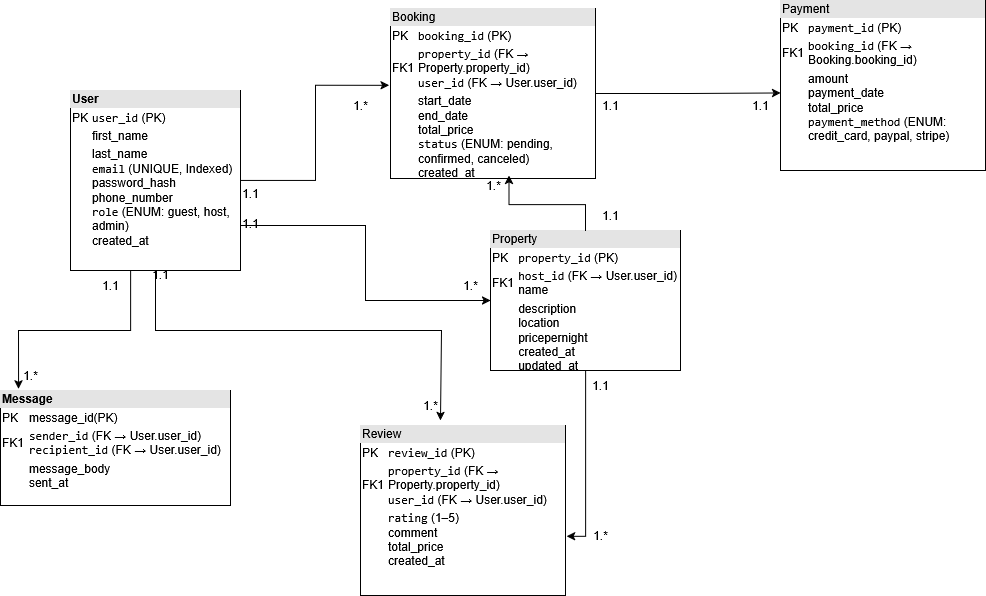 Booking
PK booking_id (PK)
property_id (FK →
FK1 Property.property_id)
user_id (FK → User.user_id)
start_date
end_date
total_price
status (ENUM: pending,
confirmed, canceled)
created_at
Payment
PK payment_id (PK)
booking_id (FK →
FK1 Booking.booking_id)
amount
payment_date
total_price
payment_method (ENUM:
credit_card, paypal, stripe)
User
PK user_id (PK)
first_name
last_name
email (UNIQUE, Indexed)
password_hash
phone_number
role (ENUM: guest, host,
admin)
created_at
1.*
1.1
1.1
1.1
1.1
1.*
1.1
Property
PK property_id (PK)
FK1 host_id (FK → User.user_id)
name
description
location
pricepernight
created_at
updated_at
1.*
1.1
1.1
1.1
1.*
1.*
1.*
Message
PK message_id(PK)
FK1 sender_id (FK → User.user_id)
recipient_id (FK → User.user_id)
message_body
sent_at
Review
PK review_id (PK)
property_id (FK →
FK1 Property.property_id)
user_id (FK → User.user_id)
rating (1–5)
comment
total_price
created_at